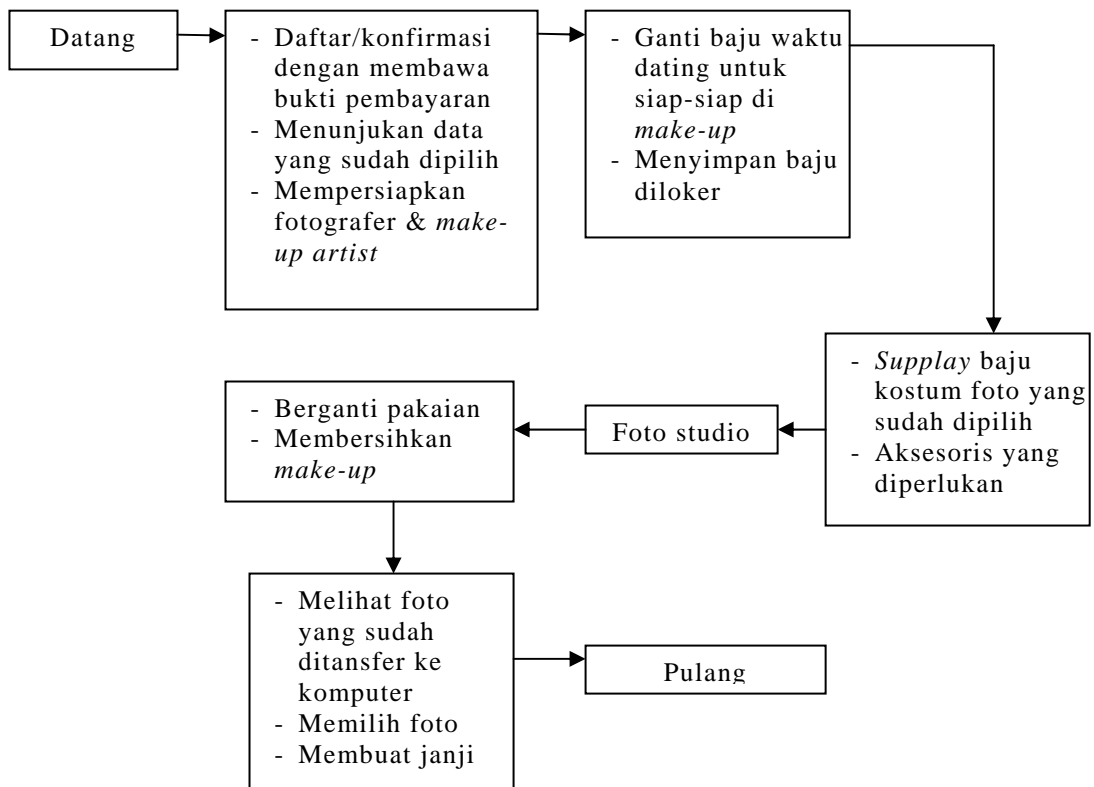 Datang
- Daftar/konfirmasi
dengan membawa
bukti pembayaran
- Menunjukan data
yang sudah dipilih
- Mempersiapkan
fotografer & make-
up artist
- Ganti baju waktu
dating untuk
siap-siap di
make-up
- Menyimpan baju
diloker
- Supplay baju
kostum foto yang
sudah dipilih
- Aksesoris yang
diperlukan
Foto studio
- Berganti pakaian
- Membersihkan
make-up
- Melihat foto
yang sudah
ditansfer ke
komputer
- Memilih foto
- Membuat janji
Pulang